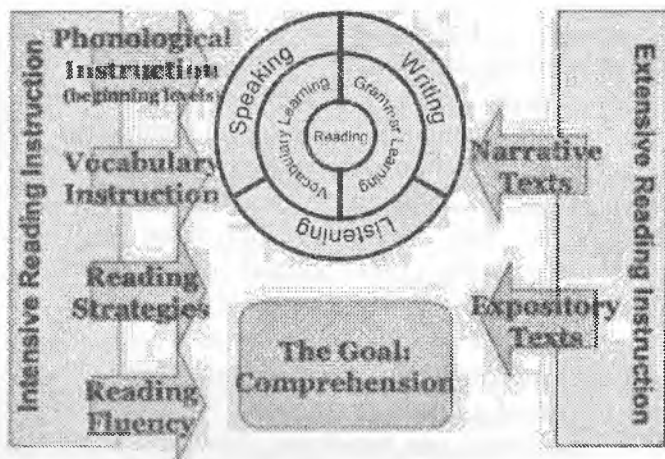 Intensive Reading Instruction
Phonological
Instruction
(beginning levels)
Vocabulary
Instruction
Reading
Strategies
Reading
Fluency
Speaking
Writing
Listening
Vocabulary Learning
Grammar Learning
Reading
The Goal:
Comprehension
Narrative
Texts
Expository
Texts
Extensive Reading Instruction